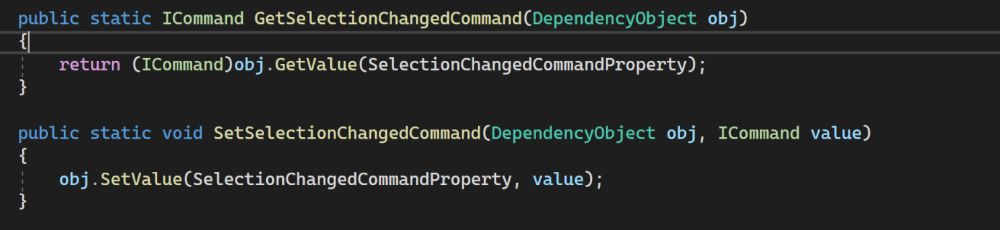 public static ICommand GetSelectionChangedCommand(DependencyObject obj)
{
    return (ICommand)obj.GetValue(SelectionChangedCommandProperty);
}

public static void SetSelectionChangedCommand(DependencyObject obj, ICommand value)
{
    obj.SetValue(SelectionChangedCommandProperty, value);
}